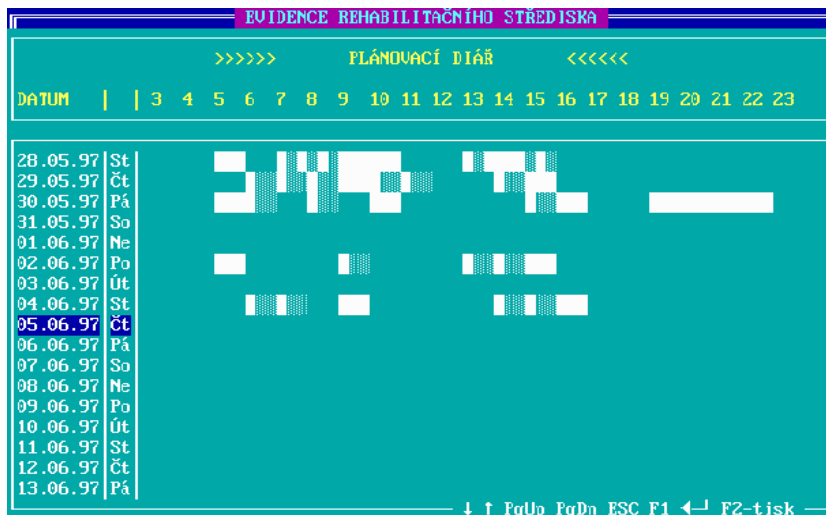 EVIDENCE REHABILITAČNÍHO STŘEDISKA
>>>>>> PLÁNOVACÍ DIÁŘ <<<<<<
DATUM | | 3 4 5 6 7 8 9 10 11 12 13 14 15 16 17 18 19 20 21 22 23
28.05.97 St
29.05.97 Čt
30.05.97 Pá
31.05.97 So
01.06.97 Ne
02.06.97 Po
03.06.97 Út
04.06.97 St
05.06.97 Čt
06.06.97 Pá
07.06.97 So
08.06.97 Ne
09.06.97 Po
10.06.97 Út
11.06.97 St
12.06.97 Čt
13.06.97 Pá
↓ ↑ PgUp PgDn ESC F1 ◄┘ F2-tisk